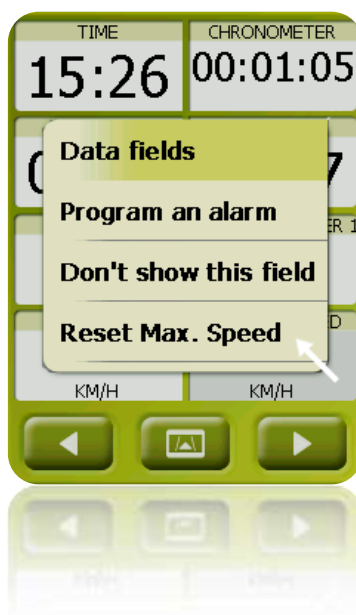 TIME CHRONOMETER
15:26 00:01:05
Data fields
Program an alarm
Don't show this field
Reset Max. Speed
KM/H KM/H